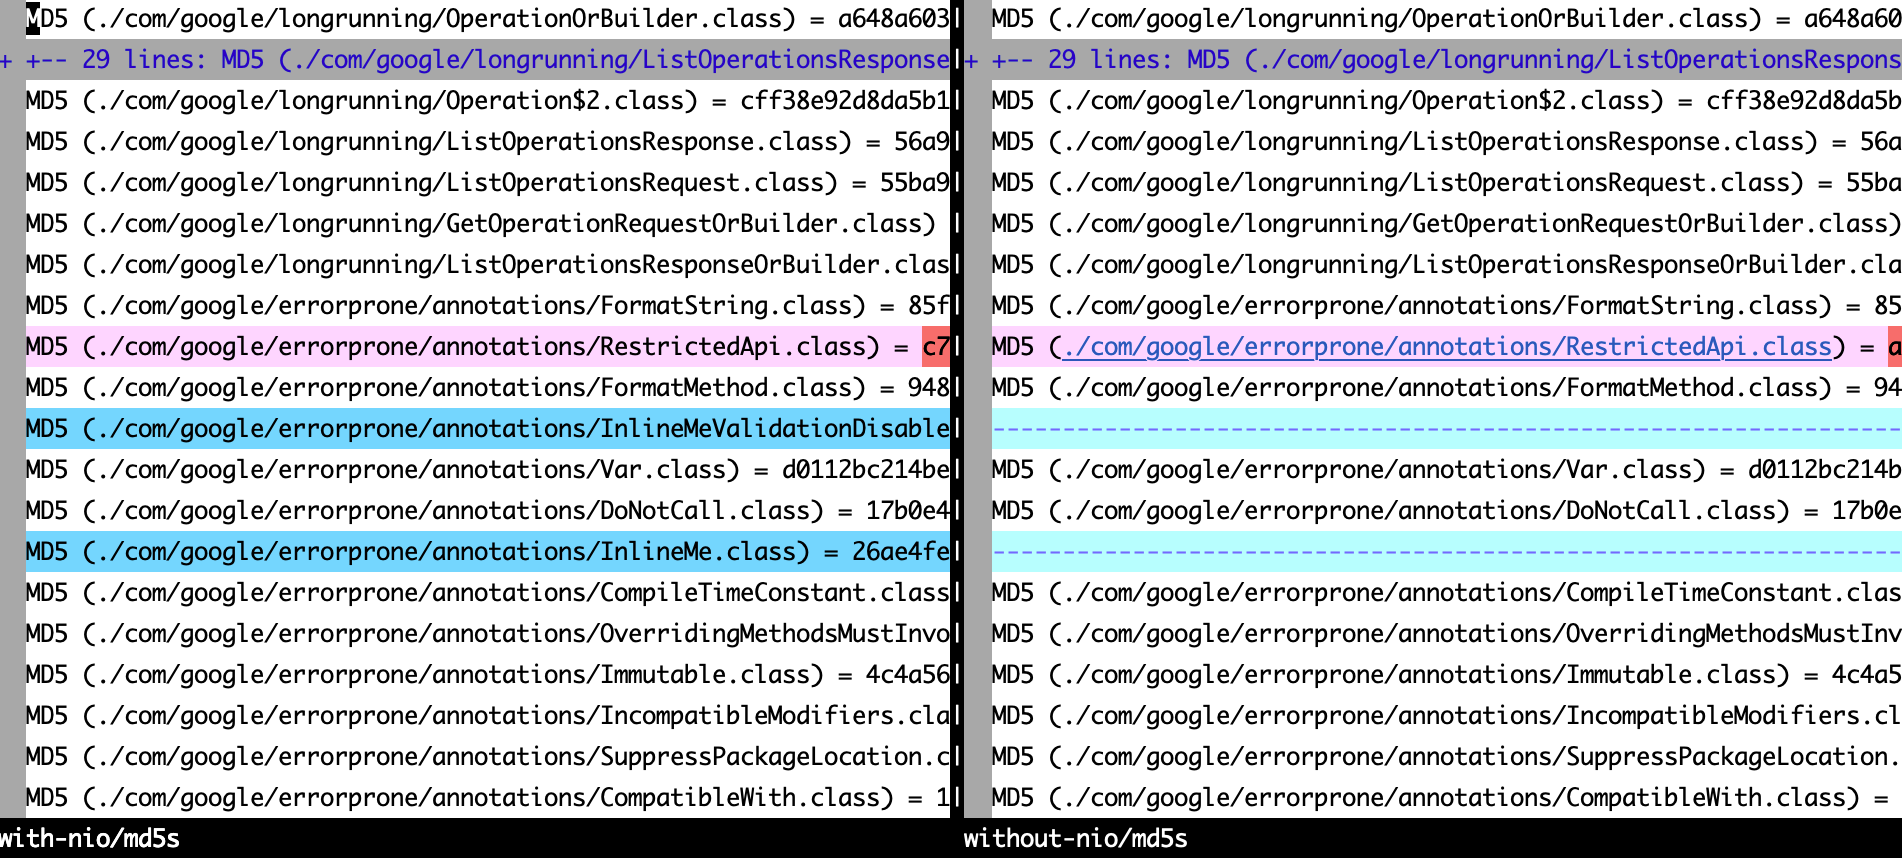 MD5 (./com/google/longrunning/OperationOrBuilder.class) = a648a603
+ +-- 29 lines: MD5 (./com/google/longrunning/ListOperationsResponse
MD5 (./com/google/longrunning/Operation$2.class) = cff38e92d8da5b1
MD5 (./com/google/longrunning/ListOperationsResponse.class) = 56a9
MD5 (./com/google/longrunning/ListOperationsRequest.class) = 55ba9
MD5 (./com/google/longrunning/GetOperationRequestOrBuilder.class)
MD5 (./com/google/longrunning/ListOperationsResponseOrBuilder.clas
MD5 (./com/google/errorprone/annotations/FormatString.class) = 85f
MD5 (./com/google/errorprone/annotations/RestrictedApi.class) = c7
MD5 (./com/google/errorprone/annotations/FormatMethod.class) = 948
MD5 (./com/google/errorprone/annotations/InlineMeValidationDisable
MD5 (./com/google/errorprone/annotations/Var.class) = d0112bc214be
MD5 (./com/google/errorprone/annotations/DoNotCall.class) = 17b0e4
MD5 (./com/google/errorprone/annotations/InlineMe.class) = 26ae4fe
MD5 (./com/google/errorprone/annotations/CompileTimeConstant.class
MD5 (./com/google/errorprone/annotations/OverridingMethodsMustInvo
MD5 (./com/google/errorprone/annotations/Immutable.class) = 4c4a56
MD5 (./com/google/errorprone/annotations/IncompatibleModifiers.cla
MD5 (./com/google/errorprone/annotations/SuppressPackageLocation.c
MD5 (./com/google/errorprone/annotations/CompatibleWith.class) = 1
with-nio/md5s
MD5 (./com/google/longrunning/OperationOrBuilder.class) = a648a60
+ +-- 29 lines: MD5 (./com/google/longrunning/ListOperationsRespons
MD5 (./com/google/longrunning/Operation$2.class) = cff38e92d8da5b
MD5 (./com/google/longrunning/ListOperationsResponse.class) = 56a
MD5 (./com/google/longrunning/ListOperationsRequest.class) = 55ba
MD5 (./com/google/longrunning/GetOperationRequestOrBuilder.class)
MD5 (./com/google/longrunning/ListOperationsResponseOrBuilder.cla
MD5 (./com/google/errorprone/annotations/FormatString.class) = 85
MD5 (./com/google/errorprone/annotations/RestrictedApi.class) = a
MD5 (./com/google/errorprone/annotations/FormatMethod.class) = 94
-----------------------------------------------------------------
MD5 (./com/google/errorprone/annotations/Var.class) = d0112bc214b
MD5 (./com/google/errorprone/annotations/DoNotCall.class) = 17b0e
-----------------------------------------------------------------
MD5 (./com/google/errorprone/annotations/CompileTimeConstant.clas
MD5 (./com/google/errorprone/annotations/OverridingMethodsMustInv
MD5 (./com/google/errorprone/annotations/Immutable.class) = 4c4a5
MD5 (./com/google/errorprone/annotations/IncompatibleModifiers.cl
MD5 (./com/google/errorprone/annotations/SuppressPackageLocation.
MD5 (./com/google/errorprone/annotations/CompatibleWith.class) =
without-nio/md5s